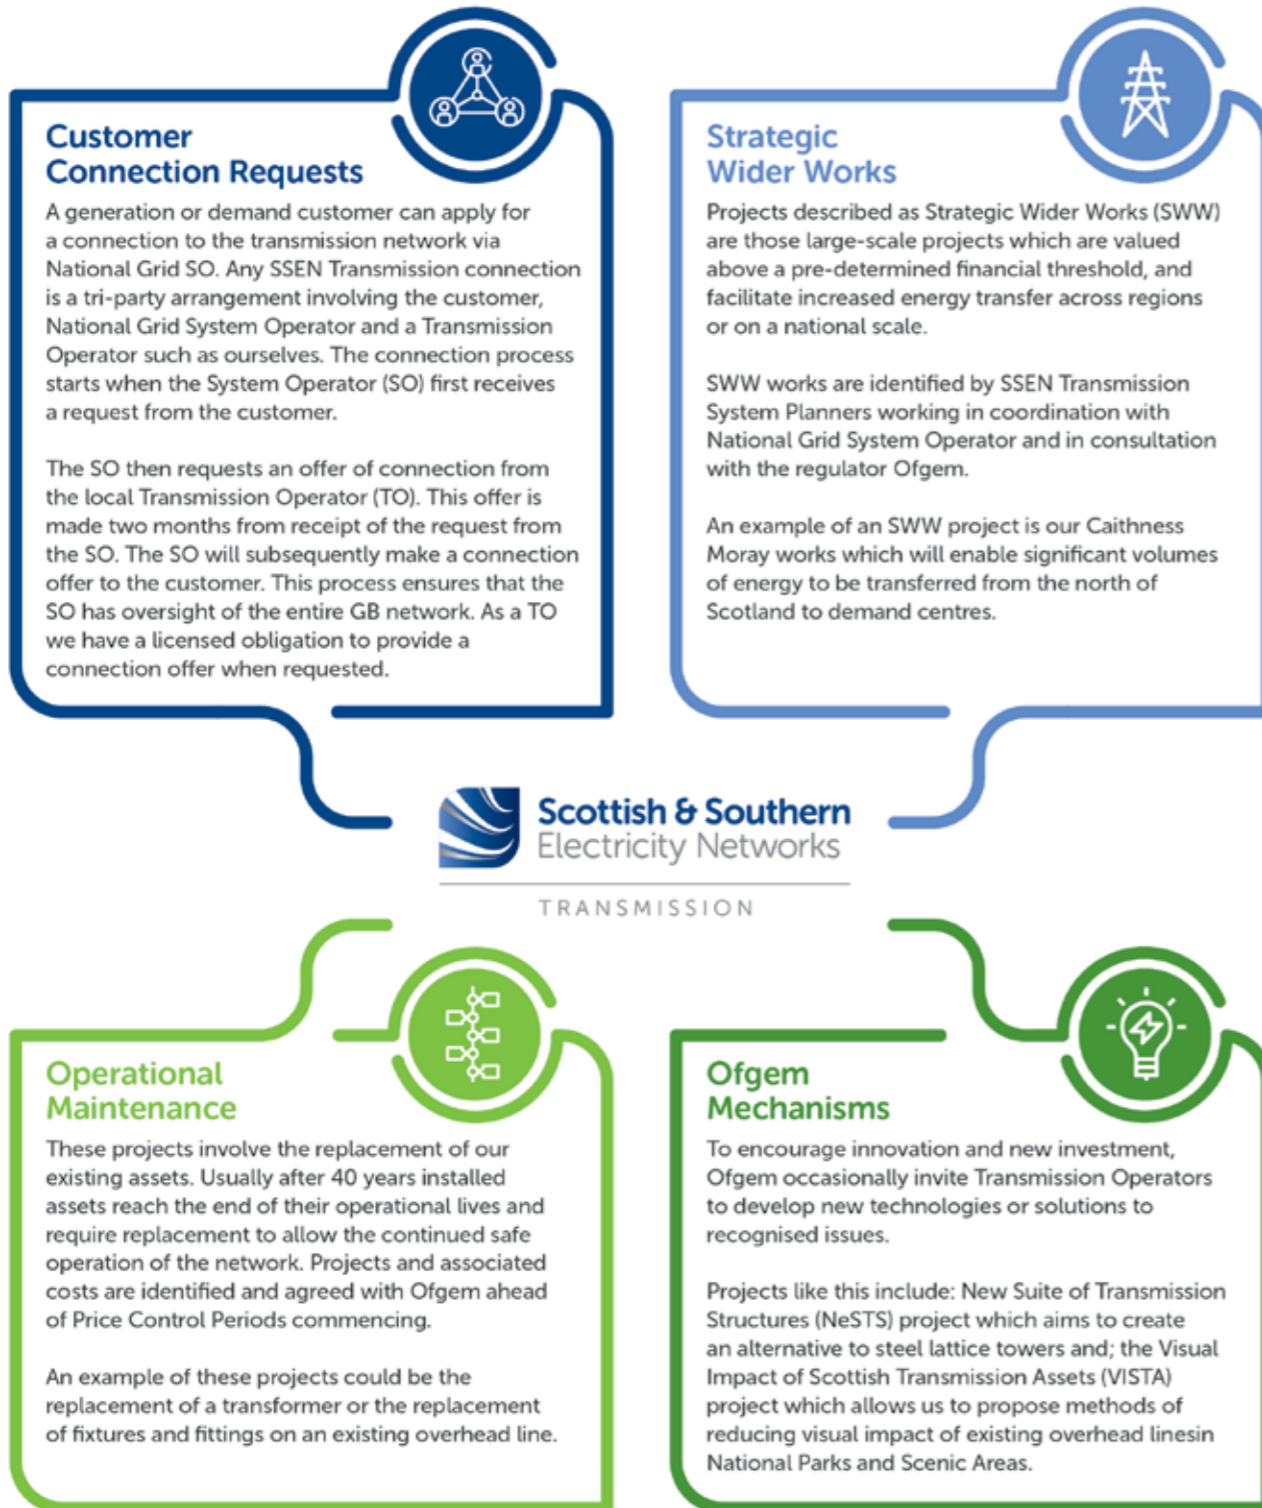 Customer
Connection Requests
A generation or demand customer can apply for
a connection to the transmission network via
National Grid SO. Any SSEN Transmission connection
is a tri-party arrangement involving the customer,
National Grid System Operator and a Transmission
Operator such as ourselves. The connection process
starts when the System Operator (SO) first receives
a request from the customer.
The SO then requests an offer of connection from
the local Transmission Operator (TO). This offer is
made two months from receipt of the request from
the SO. The SO will subsequently make a connection
offer to the customer. This process ensures that the
SO has oversight of the entire GB network. As a TO
we have a licensed obligation to provide a
connection offer when requested.
Strategic
Wider Works
Projects described as Strategic Wider Works (SWW)
are those large-scale projects which are valued
above a pre-determined financial threshold, and
facilitate increased energy transfer across regions
or on a national scale.
SWW works are identified by SSEN Transmission
System Planners working in coordination with
National Grid System Operator and in consultation
with the regulator Ofgem.
An example of an SWW project is our Caithness
Moray works which will enable significant volumes
of energy to be transferred from the north of
Scotland to demand centres.
Scottish & Southern
Electricity Networks
TRANSMISSION
Operational
Maintenance
These projects involve the replacement of our
existing assets. Usually after 40 years installed
assets reach the end of their operational lives and
require replacement to allow the continued safe
operation of the network. Projects and associated
costs are identified and agreed with Ofgem ahead
of Price Control Periods commencing.
An example of these projects could be the
replacement of a transformer or the replacement
of fixtures and fittings on an existing overhead line.
Ofgem
Mechanisms
To encourage innovation and new investment,
Ofgem occasionally invite Transmission Operators
to develop new technologies or solutions to
recognised issues.
Projects like this include: New Suite of Transmission
Structures (NeSTS) project which aims to create
an alternative to steel lattice towers and; the Visual
Impact of Scottish Transmission Assets (VISTA)
project which allows us to propose methods of
reducing visual impact of existing overhead linesin
National Parks and Scenic Areas.